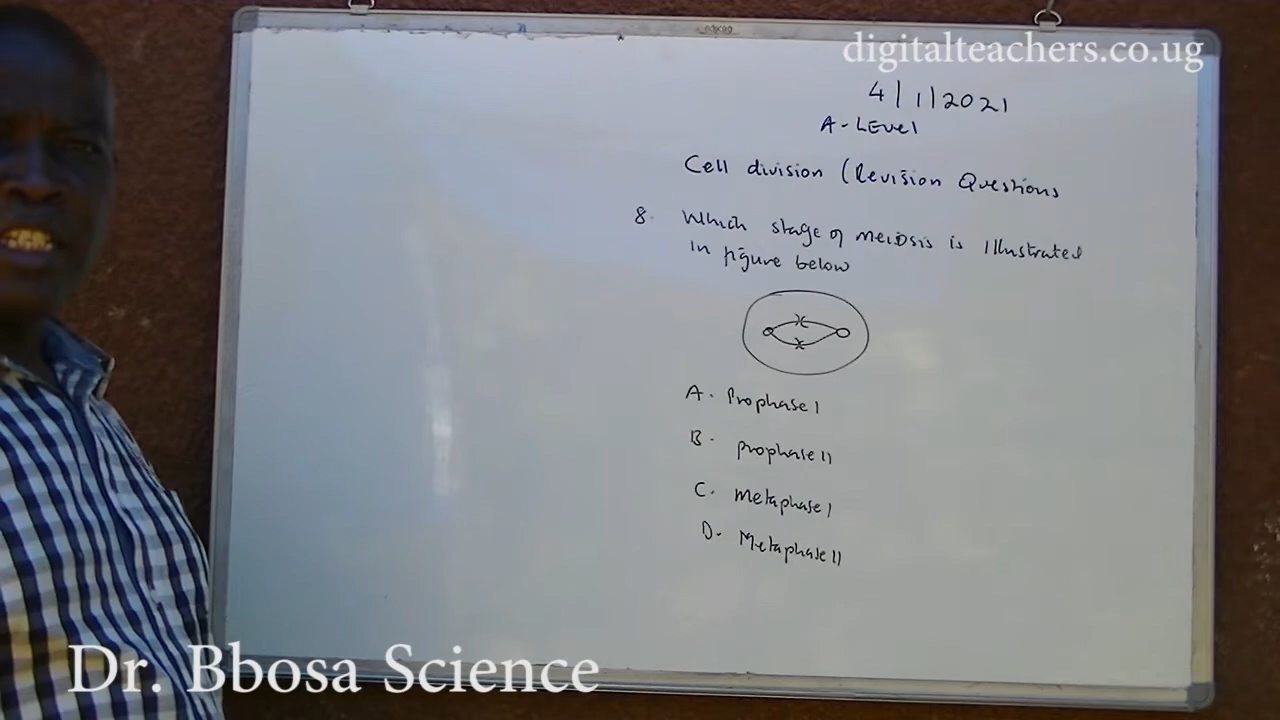 digitalteachers.co.ug
4/1/2021
A-LEvel
Cell division (Revision Questions
8. Which stage of meiosis is Illustrated
In figure below
A. Prophase I
B. prophase II
C. metaphase I
D. Metaphase II
Dr. Bbosa Science